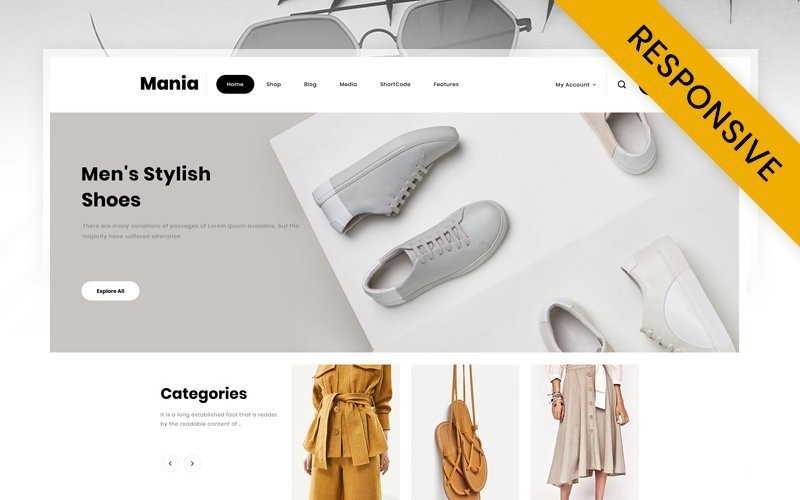 RESPONSIVE
Mania
Home
Shop
Blog
Media
ShortCode
Features
My Account
Men's Stylish
Shoes
There are many variations of passages of Lorem Ipsum available, but the
majority have suffered alteration
Explore All
Categories
It is a long established fact that a reader.
by the readable content of...